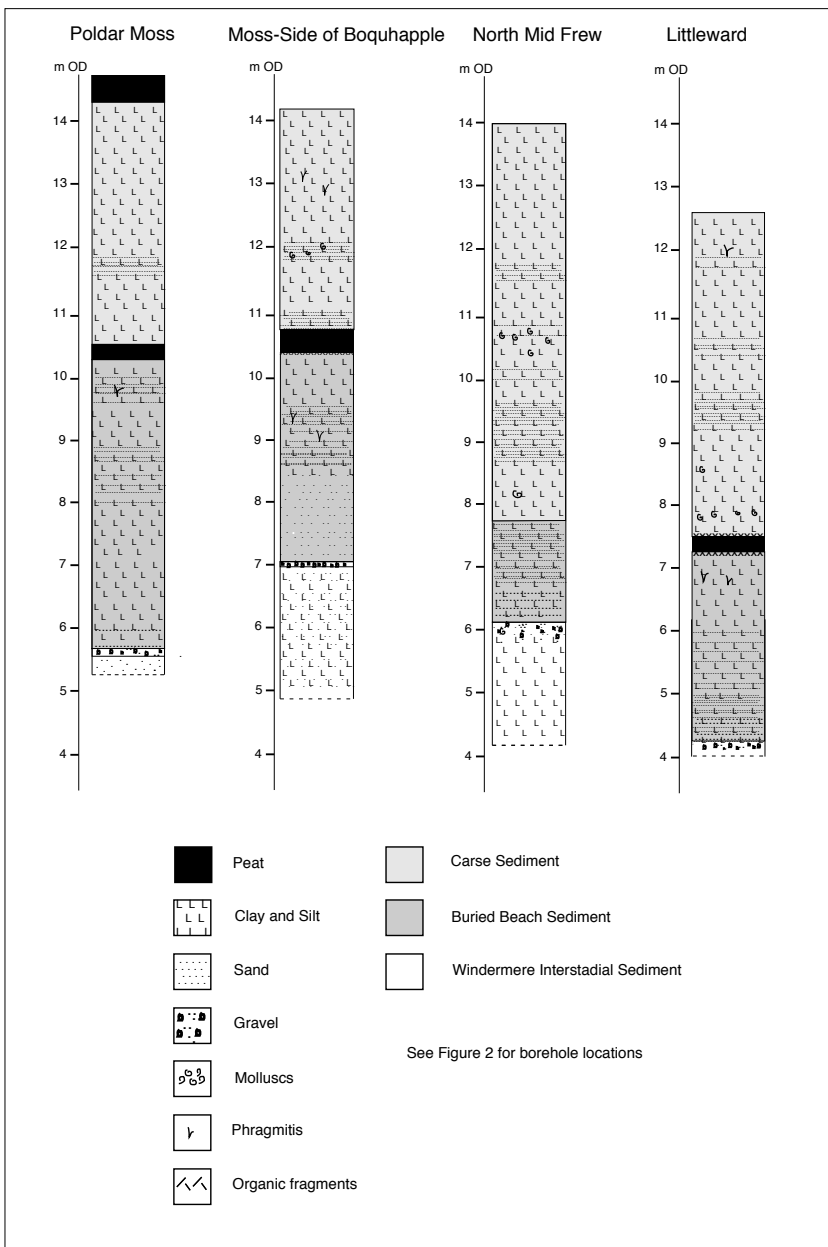 Poldar Moss
Moss-Side of Boquhapple
North Mid Frew
Littleward
m OD
m OD
m OD
m OD
14
13
12
11
10
9
8
7
6
5
4
14
13
12
11
10
9
8
7
6
5
4
14
13
12
11
10
9
8
7
6
5
4
14
13
12
11
10
9
8
7
6
5
4
Peat
Clay and Silt
Sand
Gravel
Molluscs
Phragmitis
Organic fragments
Carse Sediment
Buried Beach Sediment
Windermere Interstadial Sediment
See Figure 2 for borehole locations